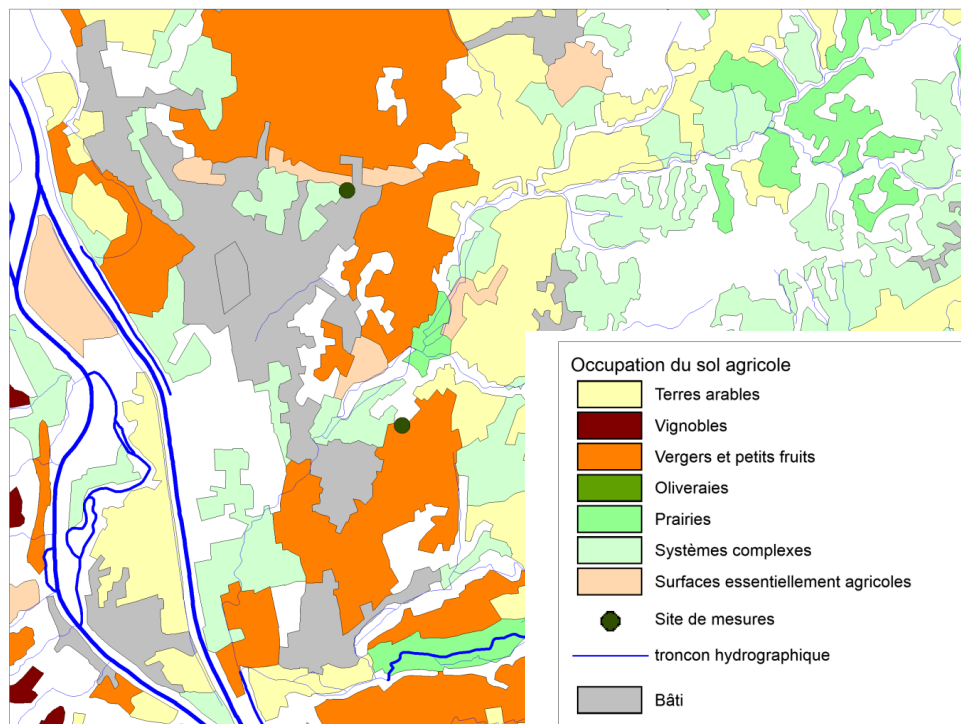 Occupation du sol agricole
Terres arables
Vignobles
Vergers et petits fruits
Oliveraies
Prairies
Systèmes complexes
Surfaces essentiellement agricoles
Site de mesures
troncon hydrographique
Bâti